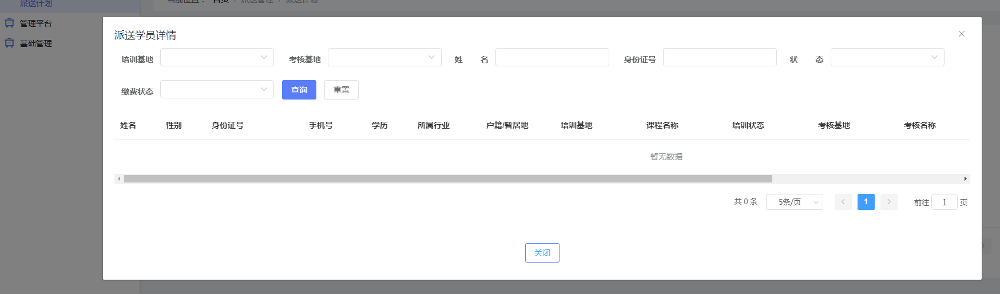 派送计划
当前位置： 首页 / 派送管理 / 派送计划
管理平台
基础管理
派送学员详情
培训基地 考核基地 姓 名 身份证号 状 态
缴费状态 查询 重置
姓名 性别 身份证号 手机号 学历 所属行业 户籍/暂居地 培训基地 课程名称 培训状态 考核基地 考核名称
暂无数据
共 0 条 5条/页 1 前往 1 页
关闭